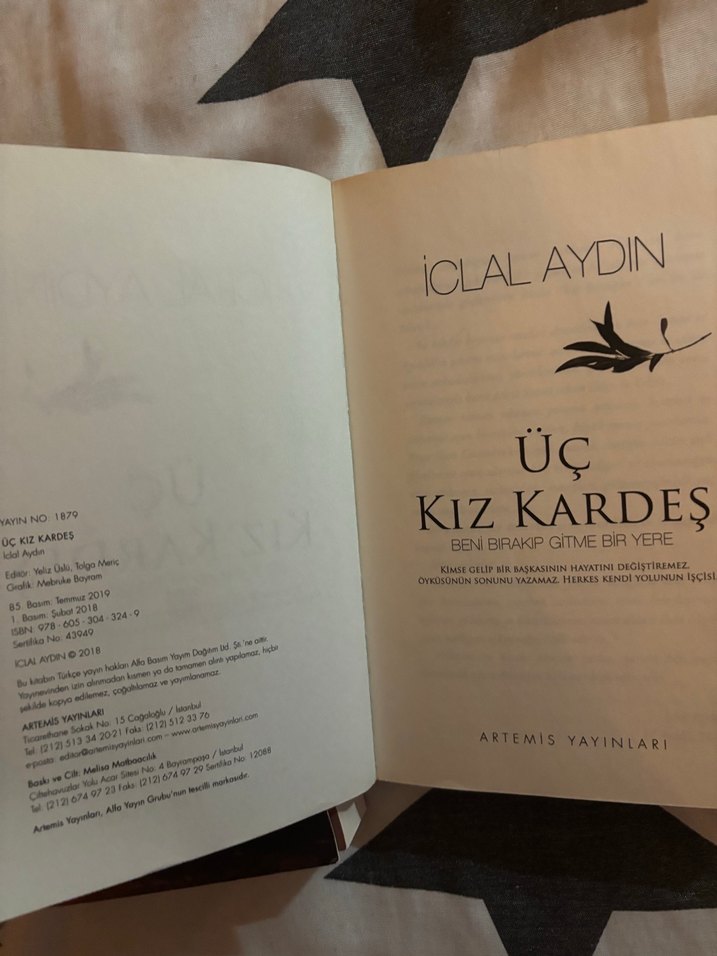 YAYIN NO: 1879
ÜÇ KIZ KARDEŞ
İclal Aydın
Editör: Yeliz Üslü, Tolga Meriç
Grafik: Mebruke Bayram
85. Basım: Temmuz 2019
1. Basım: Şubat 2018
ISBN: 978 - 605 - 304 - 324 - 9
Sertifika No: 43949
İCLAL AYDIN © 2018
Bu kitabın Türkçe yayın hakları Alfa Basım Yayım Dağıtım Ltd. Şti.'ne aittir.
Yayınevinden izin alınmadan kısmen ya da tamamen alıntı yapılamaz, hiçbir
şekilde kopya edilemez, çoğaltılamaz ve yayımlanamaz.
ARTEMİS YAYINLARI
Ticarethane Sokak No: 15 Cağaloğlu / İstanbul
Tel: (212) 513 34 20-21 Faks: (212) 512 33 76
e-posta: editor@artemisyayinlari.com – www.artemisyayinlari.com
Baskı ve Cilt: Melisa Matbaacılık
Çiftehavuzlar Yolu Acar Sitesi No: 4 Bayrampaşa / İstanbul
Tel: (212) 674 97 23 Faks: (212) 674 97 29 Sertifika No: 12088
Artemis Yayınları, Alfa Yayın Grubu'nun tescilli markasıdır.
İCLAL AYDIN
ÜÇ
KIZ KARDEŞ
BENİ BIRAKIP GİTME BİR YERE
KİMSE GELİP BİR BAŞKASININ HAYATINI DEĞİŞTİREMEZ.
ÖYKÜSÜNÜN SONUNU YAZAMAZ. HERKES KENDİ YOLUNUN İŞÇİSİ
ARTEMİS YAYINLARI